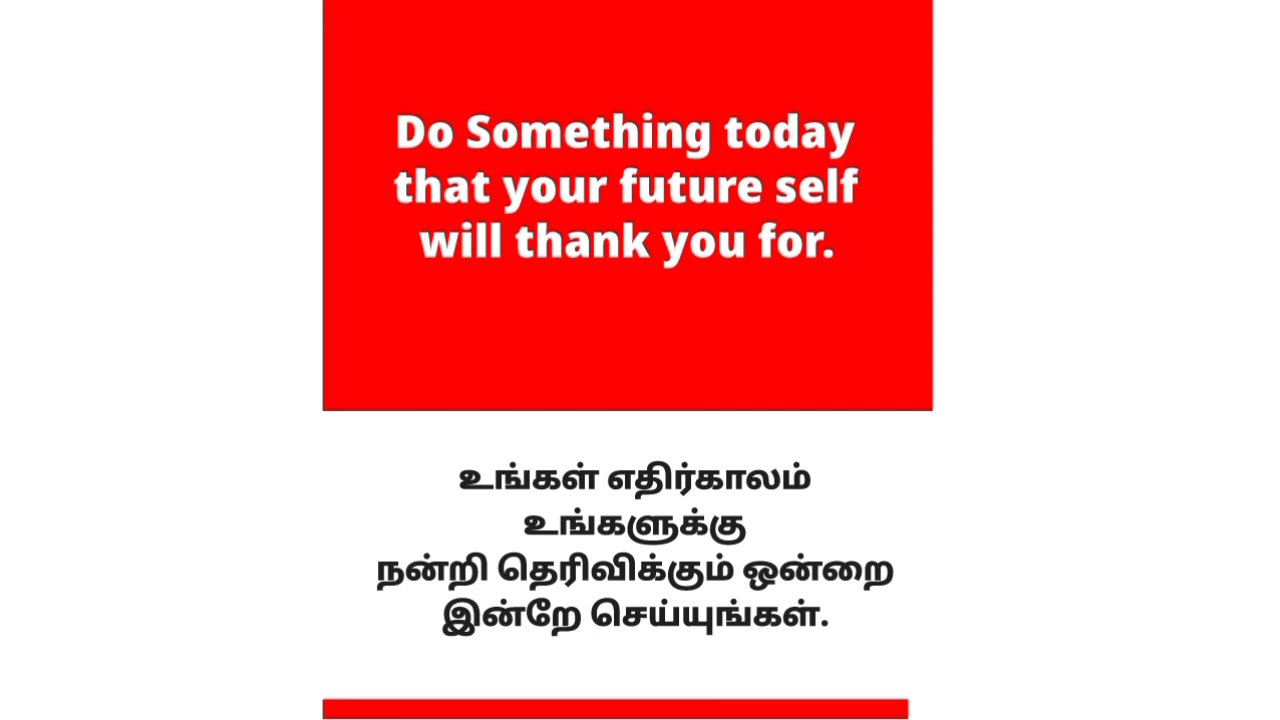 Do Something today
that your future self
will thank you for.
உங்கள் எதிர்காலம்
உங்களுக்கு
நன்றி தெரிவிக்கும் ஒன்றை
இன்றே செய்யுங்கள்.